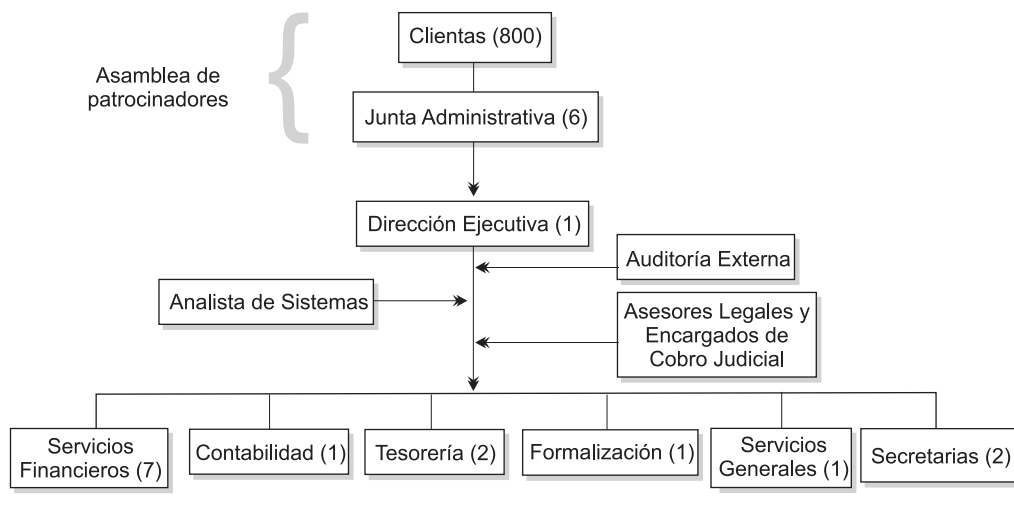 Clientas (800)
Asamblea de
patrocinadores
Junta Administrativa (6)
Dirección Ejecutiva (1)
Auditoría Externa
Analista de Sistemas
Asesores Legales y
Encargados de
Cobro Judicial
Servicios
Financieros (7)
Contabilidad (1)
Tesorería (2)
Formalización (1)
Servicios
Generales (1)
Secretarias (2)